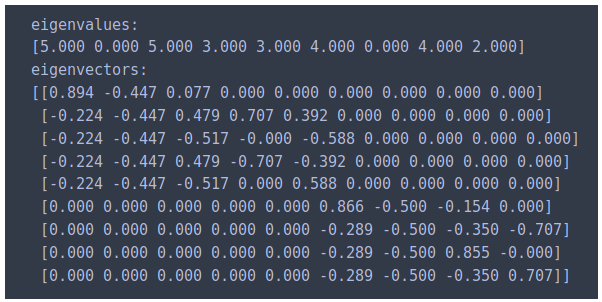 eigenvalues:
[5.000 0.000 5.000 3.000 3.000 4.000 0.000 4.000 2.000]
eigenvectors:
[[0.894 -0.447 0.077 0.000 0.000 0.000 0.000 0.000 0.000]
[-0.224 -0.447 0.479 0.707 0.392 0.000 0.000 0.000 0.000]
[-0.224 -0.447 -0.517 -0.000 -0.588 0.000 0.000 0.000 0.000]
[-0.224 -0.447 0.479 -0.707 -0.392 0.000 0.000 0.000 0.000]
[-0.224 -0.447 -0.517 0.000 0.588 0.000 0.000 0.000 0.000]
[0.000 0.000 0.000 0.000 0.000 0.866 -0.500 -0.154 0.000]
[0.000 0.000 0.000 0.000 0.000 -0.289 -0.500 -0.350 -0.707]
[0.000 0.000 0.000 0.000 0.000 -0.289 -0.500 0.855 -0.000]
[0.000 0.000 0.000 0.000 0.000 -0.289 -0.500 -0.350 0.707]]